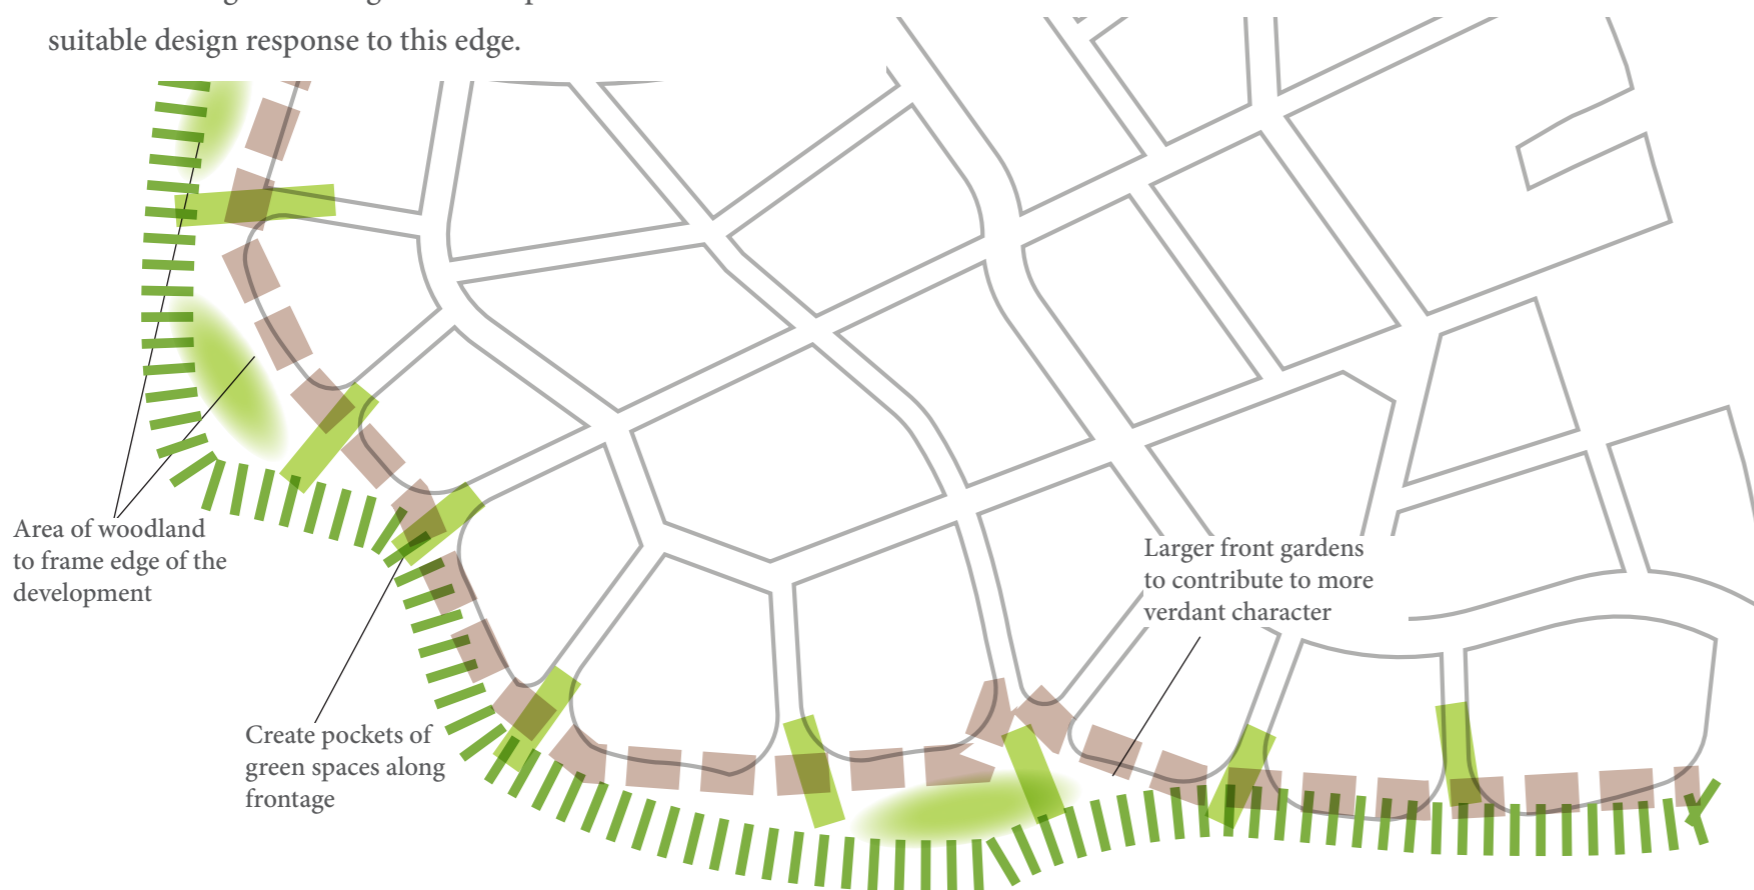 suitable design response to this edge.
Area of woodland
to frame edge of the
development
Create pockets of
green spaces along
frontage
Larger front gardens
to contribute to more
verdant character